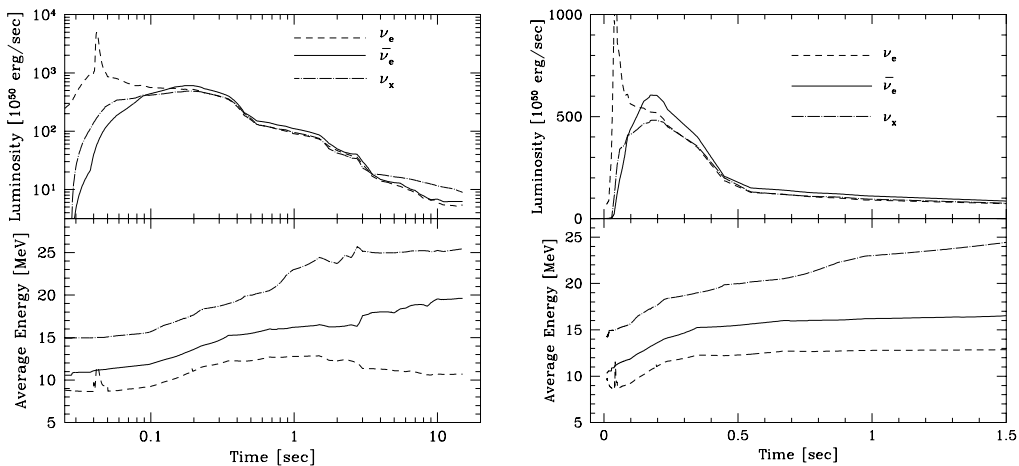 10⁴
10³
10²
10¹
Luminosity [10⁵⁰ erg/sec]
νₑ
ν̄ₑ
νₓ
25
20
15
10
5
Average Energy [MeV]
0.1 1 10
Time [sec]
1000
500
0
Luminosity [10⁵⁰ erg/sec]
νₑ
ν̄ₑ
νₓ
25
20
15
10
5
Average Energy [MeV]
0 0.5 1 1.5
Time [sec]